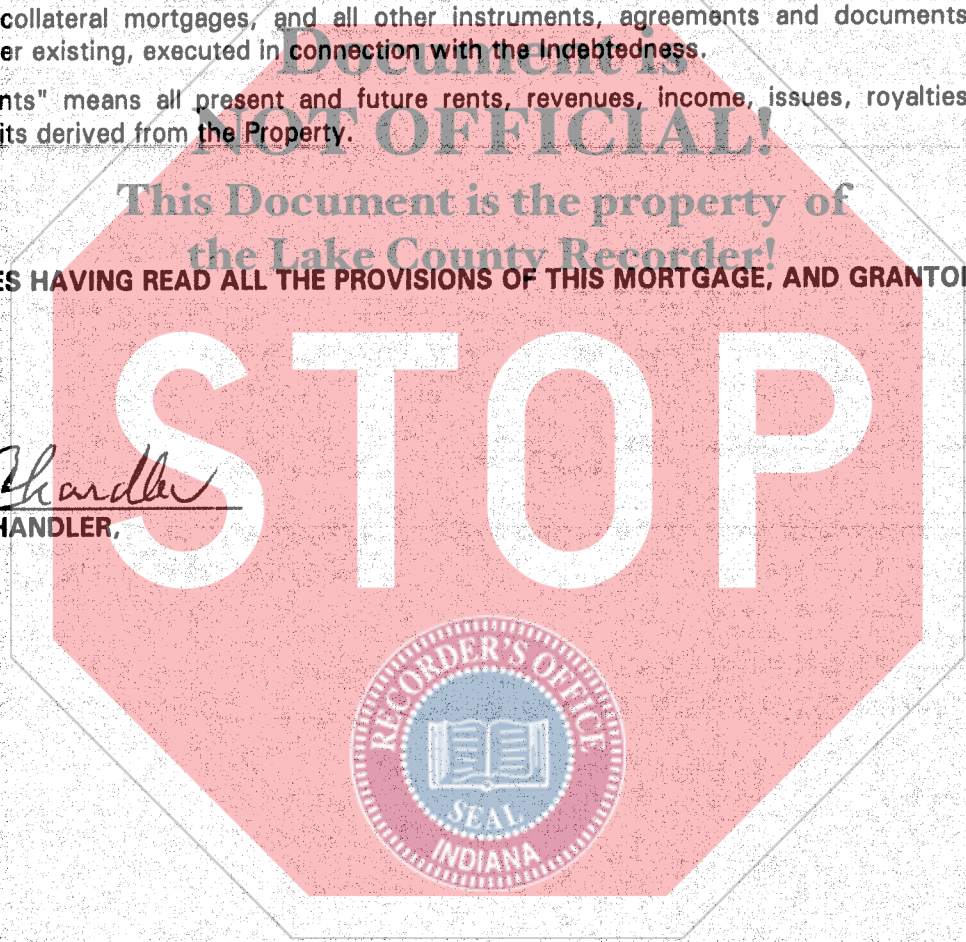 collateral mortgages, and all other instruments, agreements and documents
er existing, executed in connection with the Indebtedness.
Document is
nts" means all present and future rents, revenues, income, issues, royalties
NOT OFFICIAL!
its derived from the Property.
This Document is the property of
the Lake County Recorder!
ES HAVING READ ALL THE PROVISIONS OF THIS MORTGAGE, AND GRANTOR
STOP
Chandler
HANDLER,
RECORDER'S OFFICE
SEAL
INDIANA